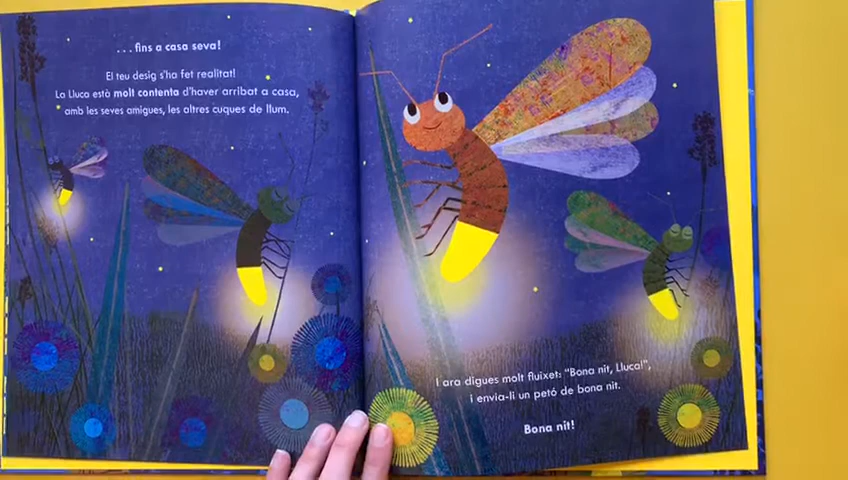 ...fins a casa seva!
El teu desig s'ha fet realitat!
La Lluca està molt contenta d'haver arribat a casa,
amb les seves amigues, les altres cuques de llum.
I ara digues molt fluixet: "Bona nit, Lluca!",
i envia-li un petó de bona nit.
Bona nit!